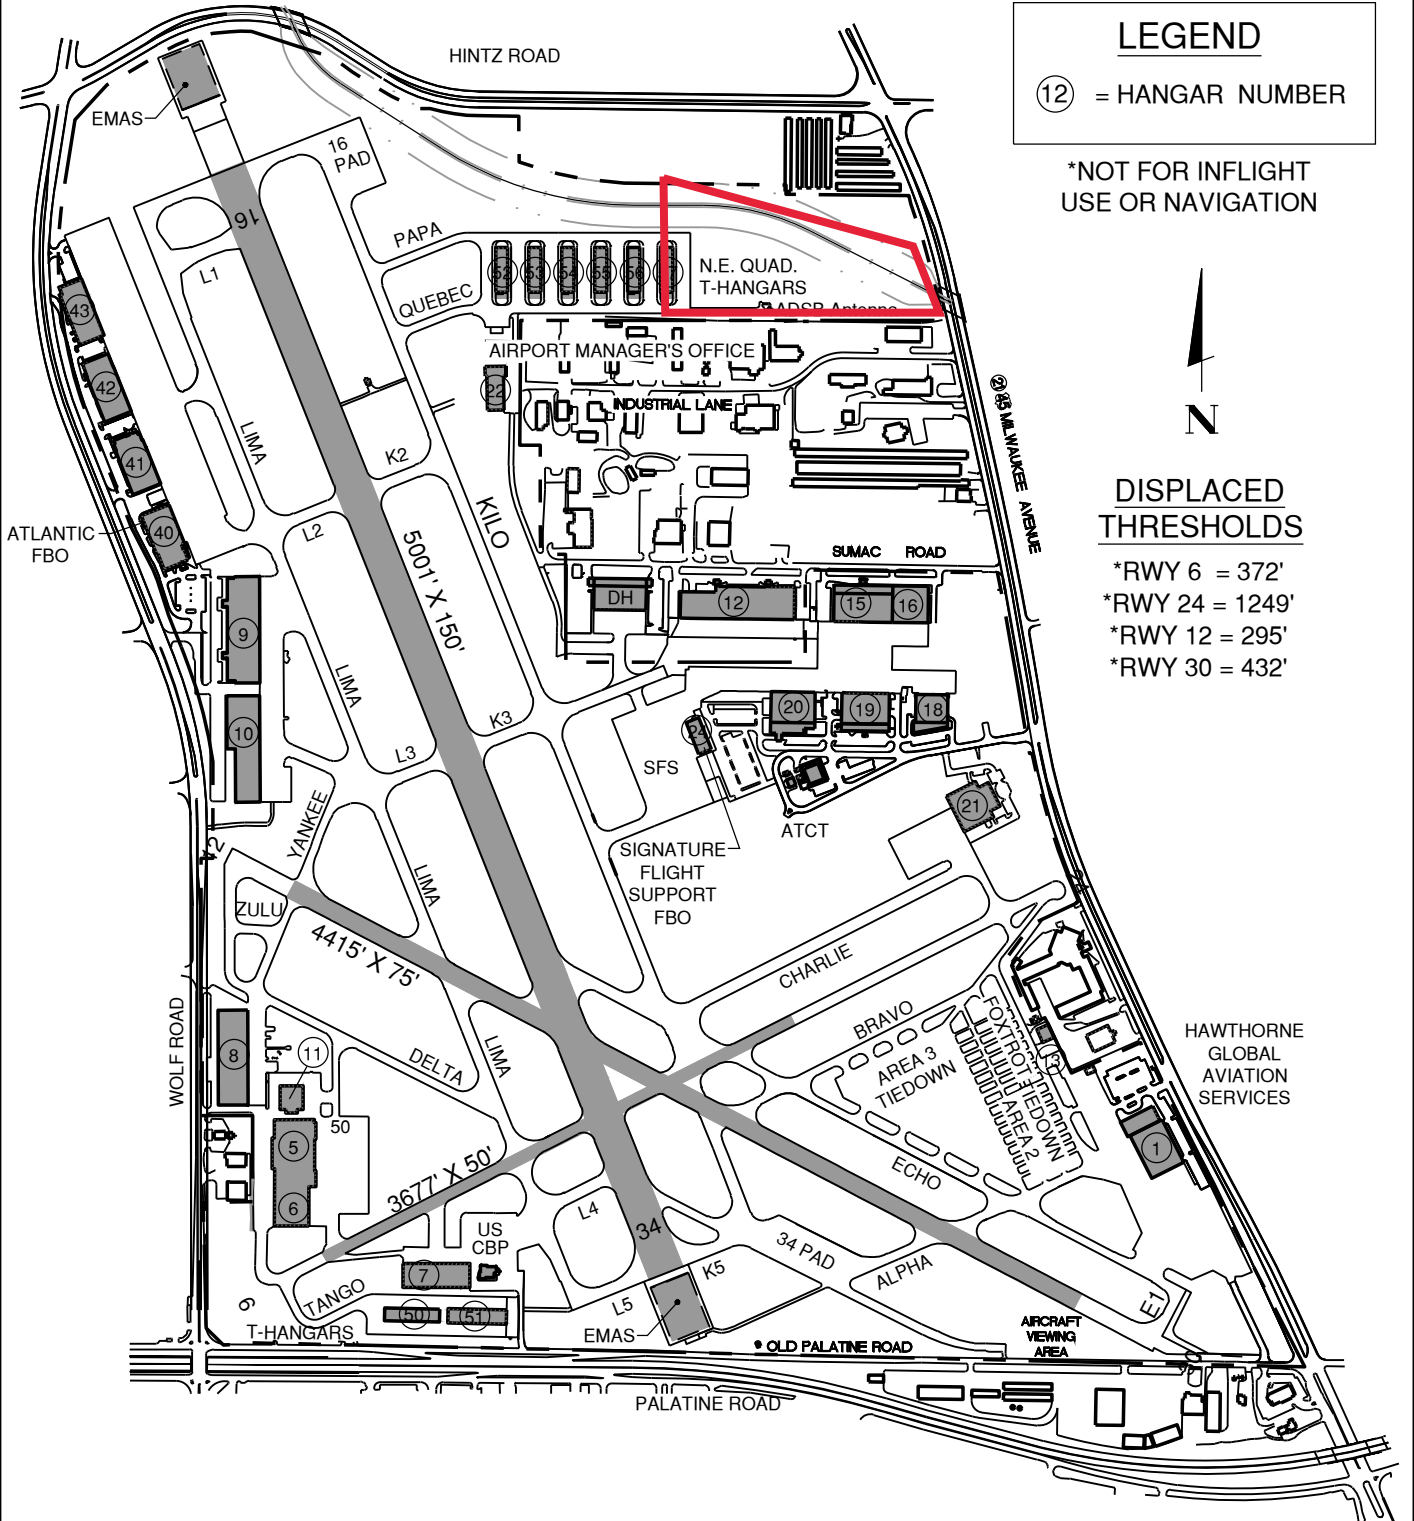 LEGEND
12 = HANGAR NUMBER
*NOT FOR INFLIGHT
USE OR NAVIGATION
N
DISPLACED
THRESHOLDS
*RWY 6 = 372'
*RWY 24 = 1249'
*RWY 12 = 295'
*RWY 30 = 432'
HINTZ ROAD
EMAS
16
PAD
16
PAPA
L1
QUEBEC
52
53
54
55
56
N.E. QUAD.
T-HANGARS
ADSB Antenna
43
42
41
40
ATLANTIC
FBO
AIRPORT MANAGER'S OFFICE
22
INDUSTRIAL LANE
MILWAUKEE AVENUE
LIMA
K2
KILO
L2
5001' X 150'
SUMAC ROAD
DH
12
15
16
9
10
LIMA
K3
L3
20
19
18
24
SFS
ATCT
21
SIGNATURE
FLIGHT
SUPPORT
FBO
YANKEE
12
LIMA
ZULU
4415' X 75'
24
CHARLIE
BRAVO
WOLF ROAD
8
11
DELTA
LIMA
AREA 3
TIEDOWN
FOXTROT TIEDOWN
AREA 2
13
HAWTHORNE
GLOBAL
AVIATION
SERVICES
50
5
6
3677' X 50'
ECHO
1
L4
34
US
CBP
7
34 PAD
ALPHA
K5
TANGO
6
50
51
L5
E1
T-HANGARS
EMAS
AIRCRAFT
VIEWING
AREA
OLD PALATINE ROAD
PALATINE ROAD